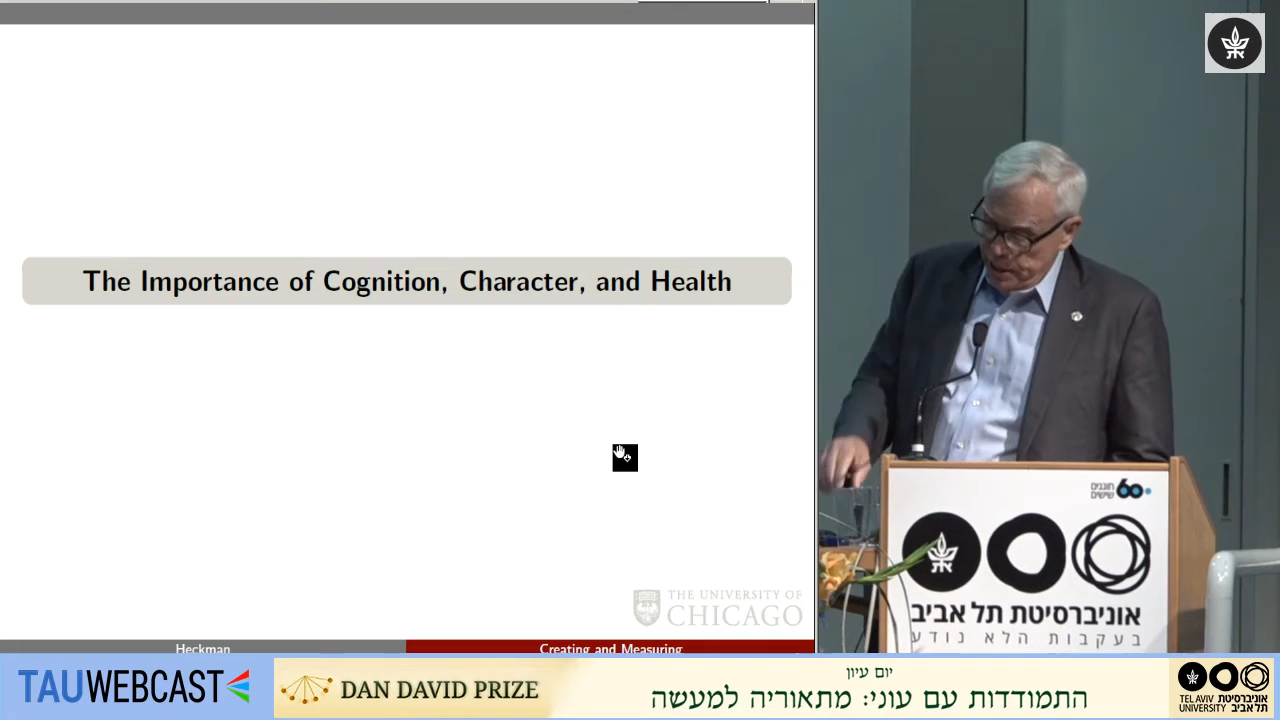 The Importance of Cognition, Character, and Health
THE UNIVERSITY OF
CHICAGO
Heckman
Creating and Measuring
חוגגים
שישים
60
אוניברסיטת תל אביב
בעקבות הלא נודע
TAUWEBCAST
DAN DAVID PRIZE
יום עיון
התמודדות עם עוני: מתאוריה למעשה
TEL AVIV אוניברסיטת
UNIVERSITY תל אביב